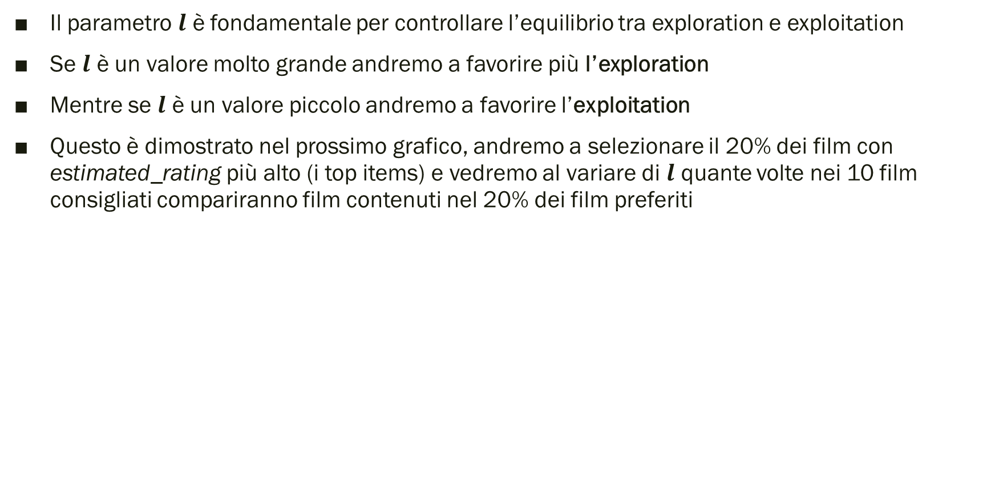 ■ Il parametro l è fondamentale per controllare l’equilibrio tra exploration e exploitation
■ Se l è un valore molto grande andremo a favorire più l’exploration
■ Mentre se l è un valore piccolo andremo a favorire l’exploitation
■ Questo è dimostrato nel prossimo grafico, andremo a selezionare il 20% dei film con
estimated_rating più alto (i top items) e vedremo al variare di l quante volte nei 10 film
consigliati compariranno film contenuti nel 20% dei film preferiti